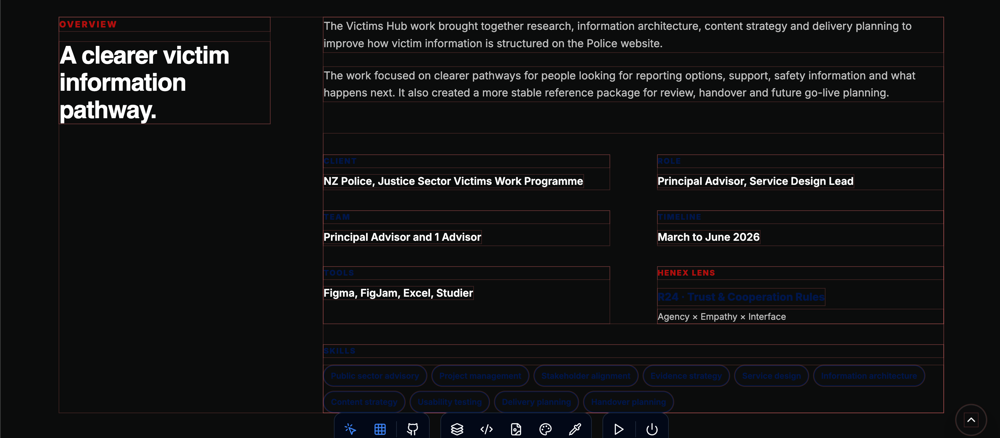 OVERVIEW
A clearer victim
information
pathway.
The Victims Hub work brought together research, information architecture, content strategy and delivery planning to
improve how victim information is structured on the Police website.
The work focused on clearer pathways for people looking for reporting options, support, safety information and what
happens next. It also created a more stable reference package for review, handover and future go-live planning.
CLIENT
NZ Police, Justice Sector Victims Work Programme
ROLE
Principal Advisor, Service Design Lead
TEAM
Principal Advisor and 1 Advisor
TIMELINE
March to June 2026
TOOLS
Figma, FigJam, Excel, Studier
HENEX LENS
R24 · Trust & Cooperation Rules
Agency × Empathy × Interface
SKILLS
Public sector advisory Project management Stakeholder alignment Evidence strategy Service design Information architecture
Content strategy Usability testing Delivery planning Handover planning